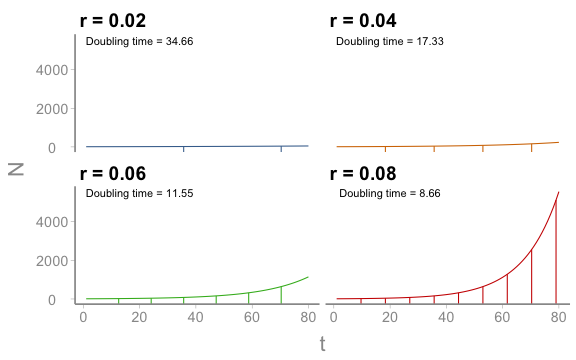 r = 0.02
Doubling time = 34.66
r = 0.04
Doubling time = 17.33
4000
2000
0
N
r = 0.06
Doubling time = 11.55
r = 0.08
Doubling time = 8.66
4000
2000
0
0 20 40 60 80
0 20 40 60 80
t